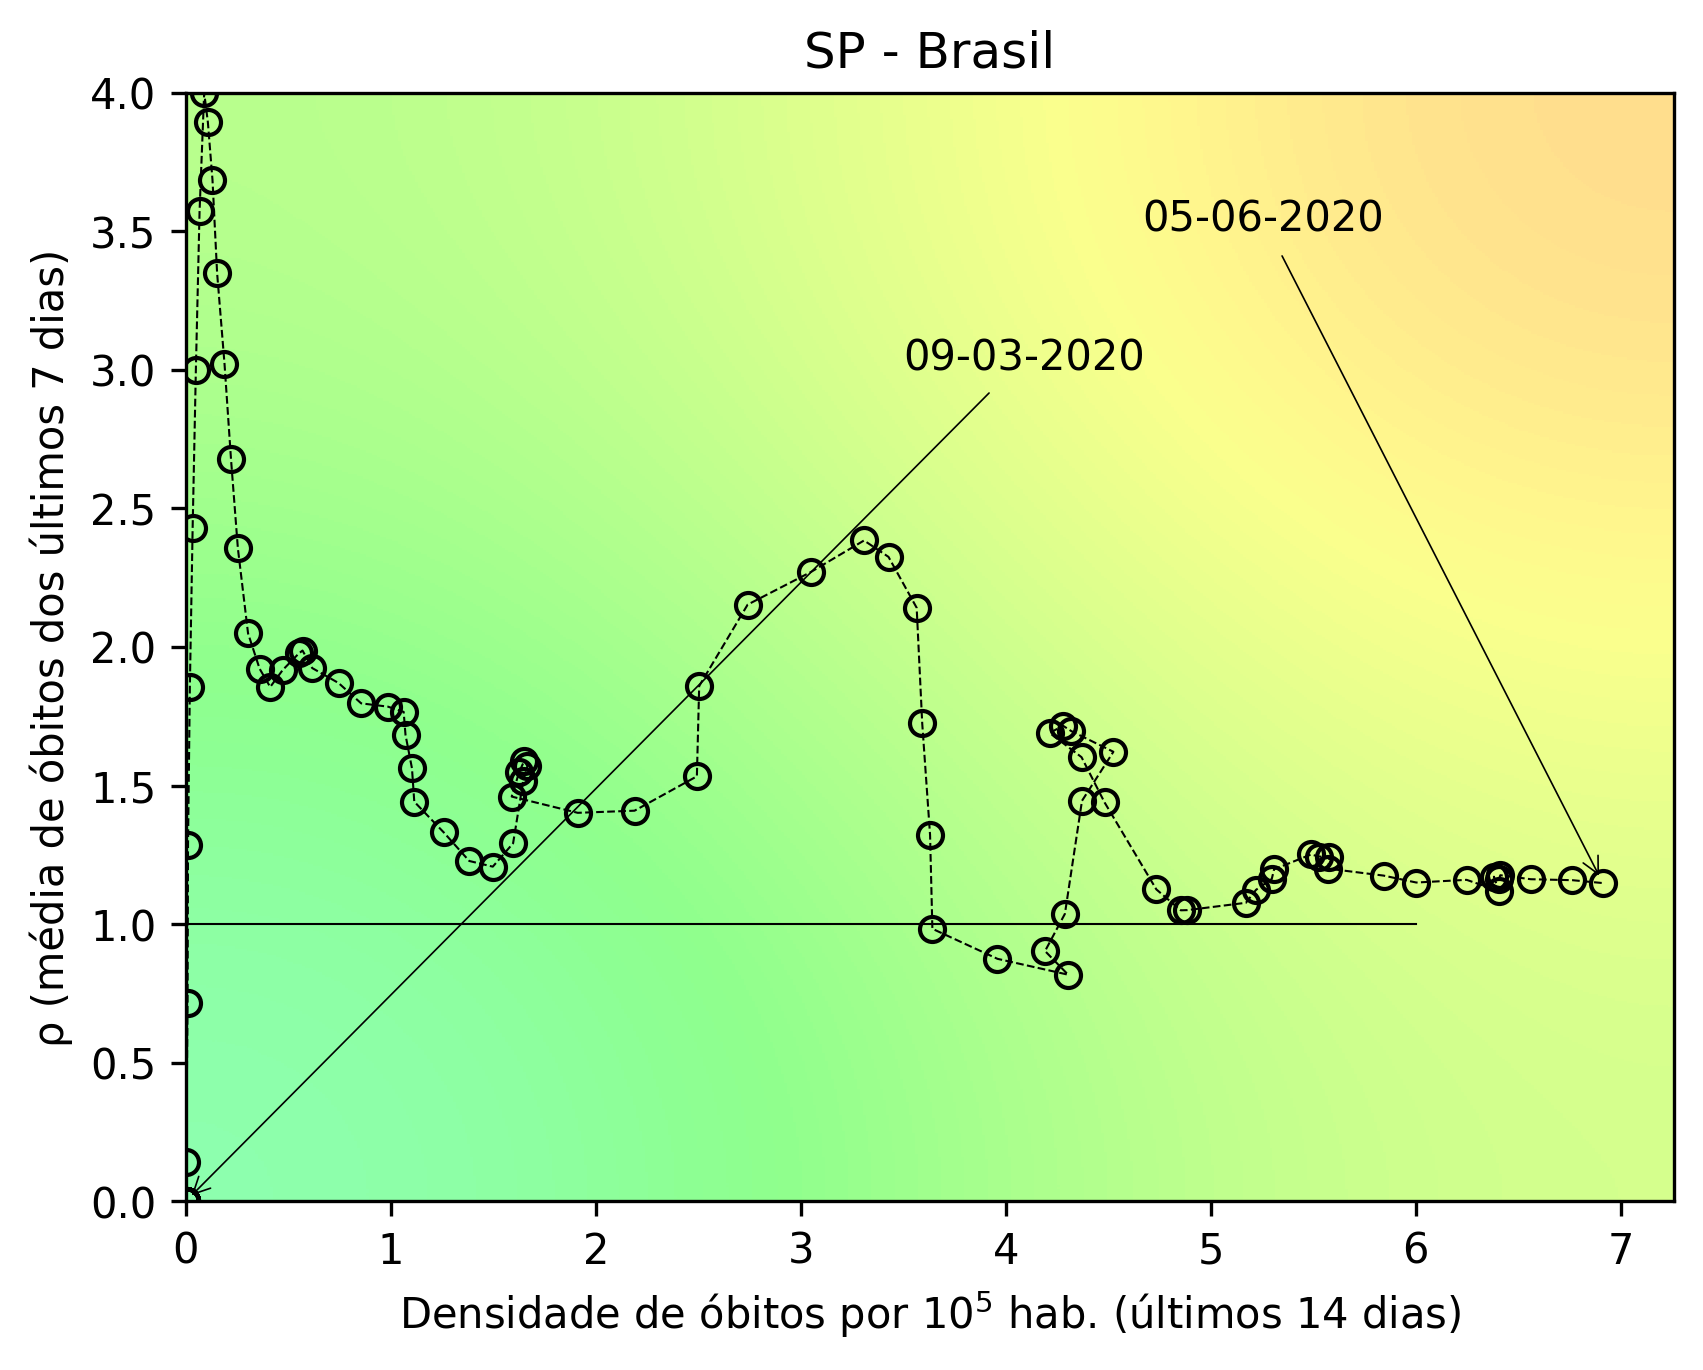 SP - Brasil
ρ (média de óbitos dos últimos 7 dias)
4.0
3.5
3.0
2.5
2.0
1.5
1.0
0.5
0.0
05-06-2020
09-03-2020
0 1 2 3 4 5 6 7
Densidade de óbitos por 10⁵ hab. (últimos 14 dias)